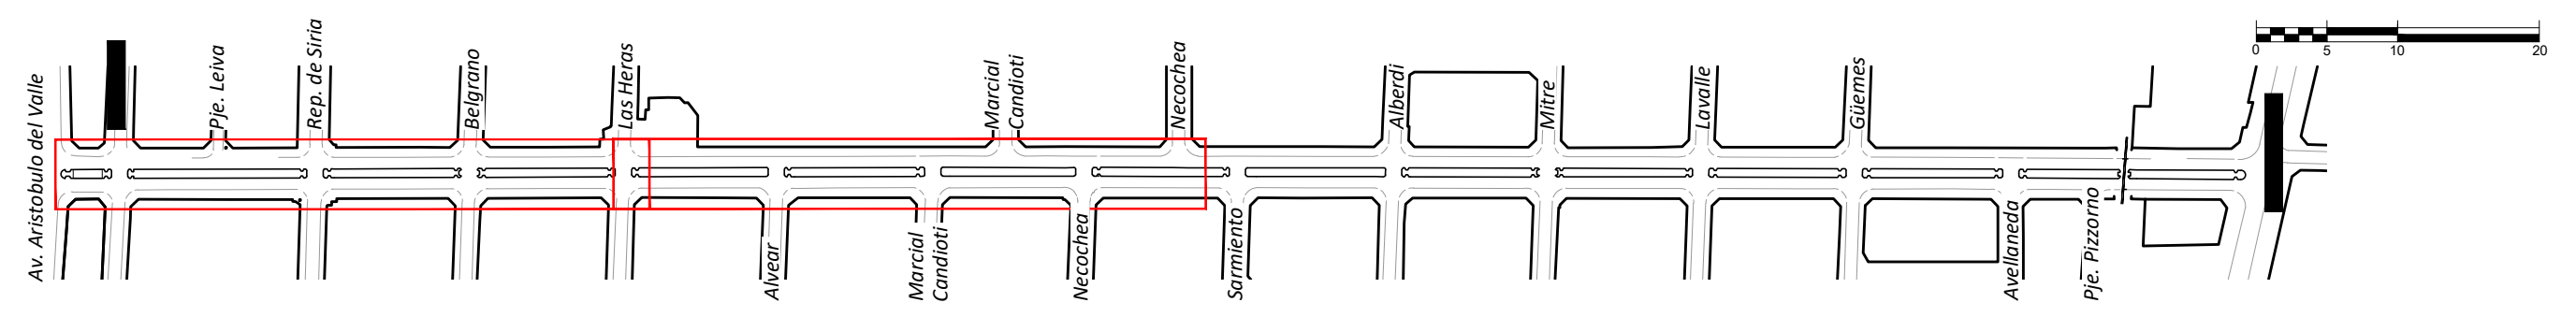 Av. Aristobulo del Valle
Pje. Leiva
Rep. de Siria
Belgrano
Las Heras
Marcial
Candioti
Necochea
Alberdi
Mitre
Lavalle
Güemes
0 5 10 20
Alvear
Marcial
Candioti
Necochea
Sarmiento
Avellaneda
Pje. Pizzorno